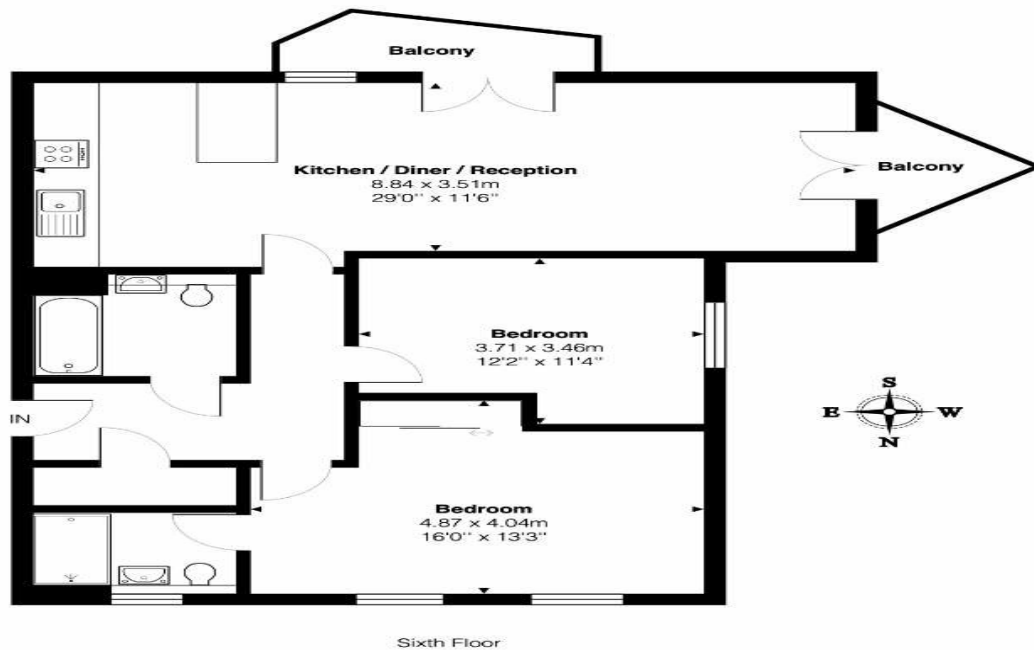 Balcony
Kitchen / Diner / Reception
8.84 x 3.51m
29'0'' x 11'6''
Balcony
Bedroom
3.71 x 3.46m
12'2'' x 11'4''
S
E W
N
IN
Bedroom
4.87 x 4.04m
16'0'' x 13'3''
Sixth Floor